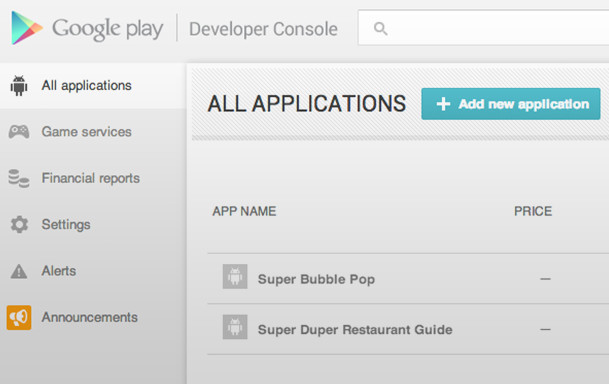 Google play | Developer Console
All applications
Game services
Financial reports
Settings
Alerts
Announcements
ALL APPLICATIONS
+ Add new application
APP NAME PRICE
Super Bubble Pop —
Super Duper Restaurant Guide —